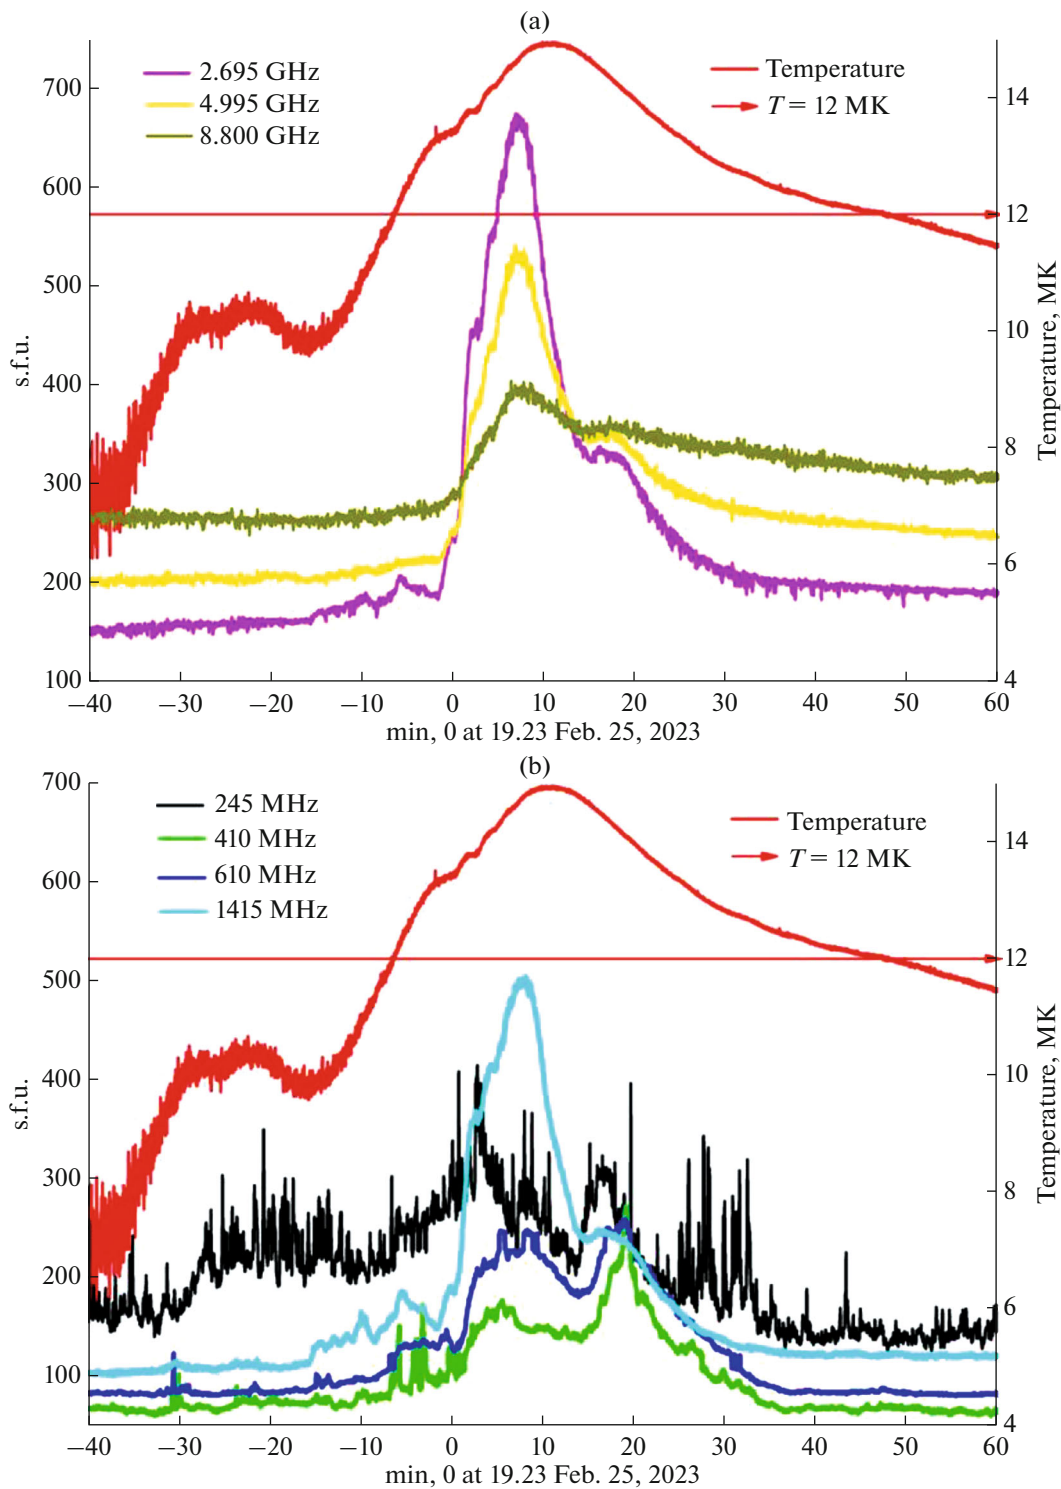 (a)
2.695 GHz
4.995 GHz
8.800 GHz
Temperature
T = 12 MK
700
600
500
400
300
200
100
s.f.u.
14
12
10
8
6
4
Temperature, MK
−40 −30 −20 −10 0 10 20 30 40 50 60
min, 0 at 19.23 Feb. 25, 2023
(b)
245 MHz
410 MHz
610 MHz
1415 MHz
Temperature
T = 12 MK
700
600
500
400
300
200
100
s.f.u.
14
12
10
8
6
4
Temperature, MK
−40 −30 −20 −10 0 10 20 30 40 50 60
min, 0 at 19.23 Feb. 25, 2023